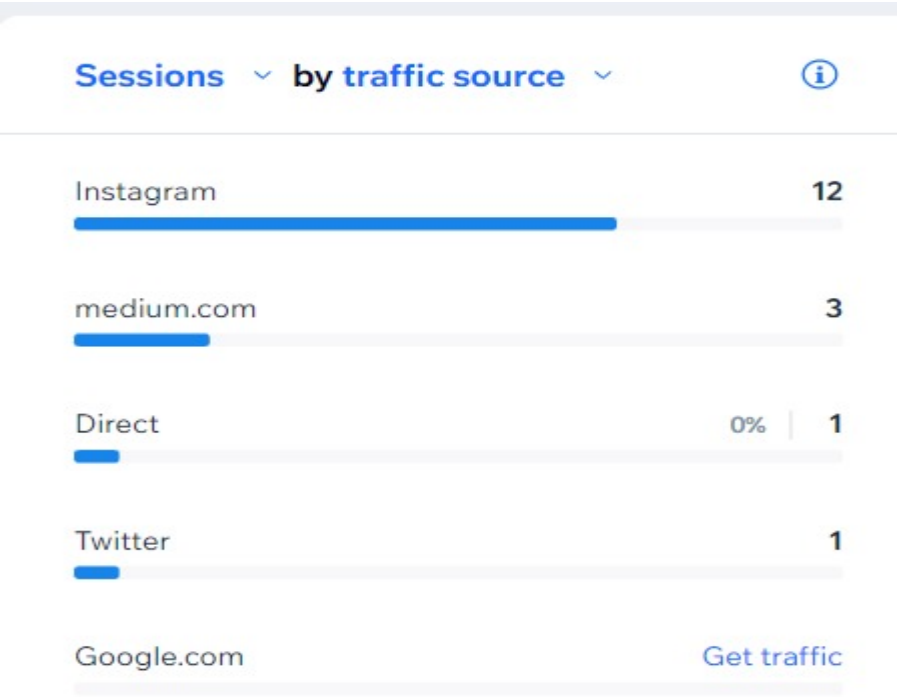 Sessions by traffic source
Instagram 12
medium.com 3
Direct 0% 1
Twitter 1
Google.com Get traffic